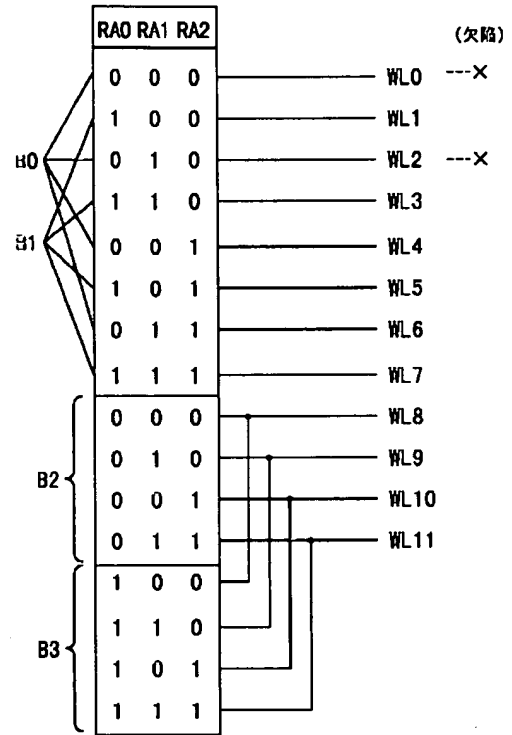 RA0 RA1 RA2 (欠陥)
0 0 0 WL0 ---×
1 0 0 WL1
B0 0 1 0 WL2 ---×
1 1 0 WL3
B1 0 0 1 WL4
1 0 1 WL5
0 1 1 WL6
1 1 1 WL7
0 0 0 WL8
0 1 0 WL9
B2 0 0 1 WL10
0 1 1 WL11
1 0 0
1 1 0
B3 1 0 1
1 1 1